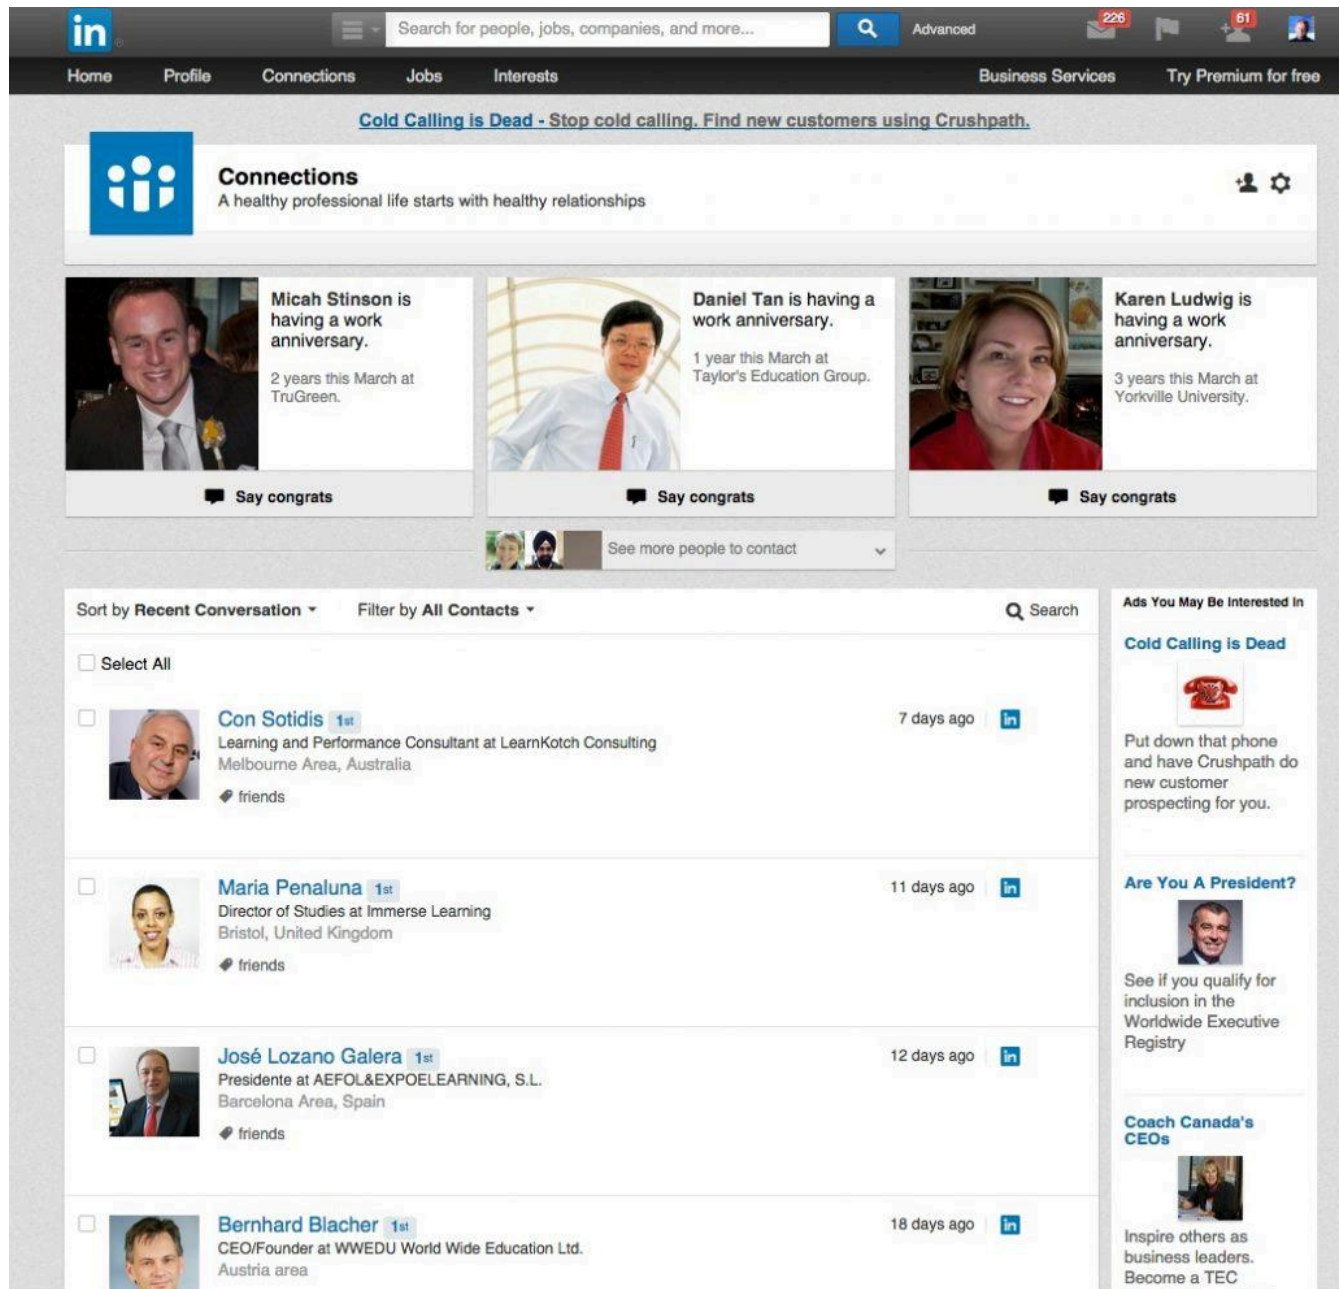 in
Search for people, jobs, companies, and more...
Advanced
226
61
Home Profile Connections Jobs Interests Business Services Try Premium for free
Cold Calling is Dead - Stop cold calling. Find new customers using Crushpath.
Connections
A healthy professional life starts with healthy relationships
Micah Stinson is
having a work
anniversary.
2 years this March at
TruGreen.
Say congrats
Daniel Tan is having a
work anniversary.
1 year this March at
Taylor's Education Group.
Say congrats
Karen Ludwig is
having a work
anniversary.
3 years this March at
Yorkville University.
Say congrats
See more people to contact
Sort by Recent Conversation Filter by All Contacts Search
Select All
Con Sotidis 1st 7 days ago in
Learning and Performance Consultant at LearnKotch Consulting
Melbourne Area, Australia
friends
Maria Penaluna 1st 11 days ago in
Director of Studies at Immerse Learning
Bristol, United Kingdom
friends
José Lozano Galera 1st 12 days ago in
Presidente at AEFOL&EXPOELEARNING, S.L.
Barcelona Area, Spain
friends
Bernhard Blacher 1st 18 days ago in
CEO/Founder at WWEDU World Wide Education Ltd.
Austria area
Ads You May Be Interested In
Cold Calling is Dead
Put down that phone
and have Crushpath do
new customer
prospecting for you.
Are You A President?
See if you qualify for
inclusion in the
Worldwide Executive
Registry
Coach Canada's
CEOs
Inspire others as
business leaders.
Become a TEC